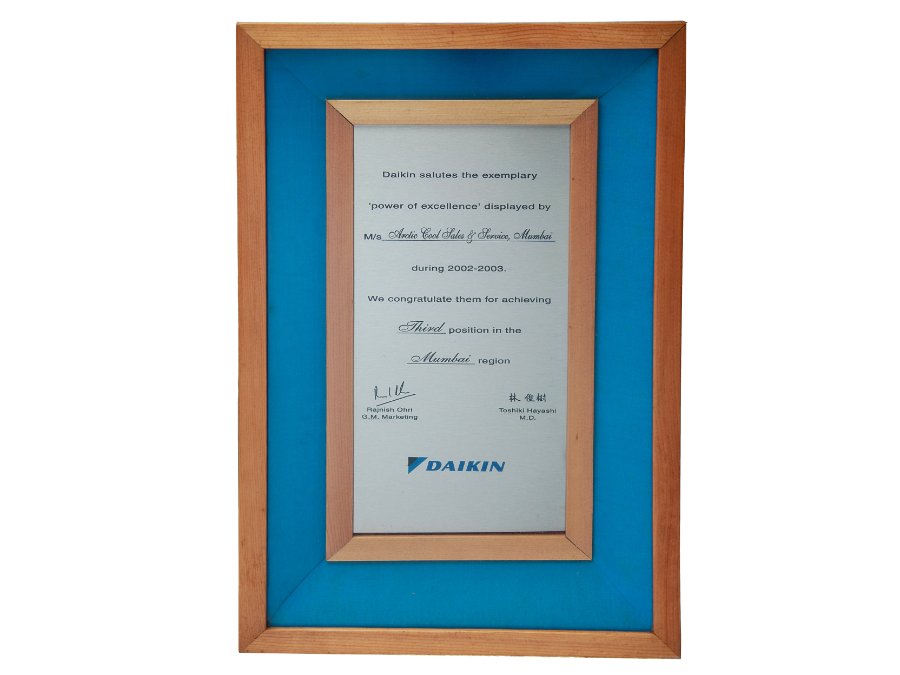 Daikin salutes the exemplary
'power of excellence' displayed by
M/s Arctic Cool Sales & Service, Mumbai
during 2002-2003.
We congratulate them for achieving
Third position in the
Mumbai region
林 俊樹
Rajnish Ohri Toshiki Hayashi
G.M. Marketing M.D.
DAIKIN